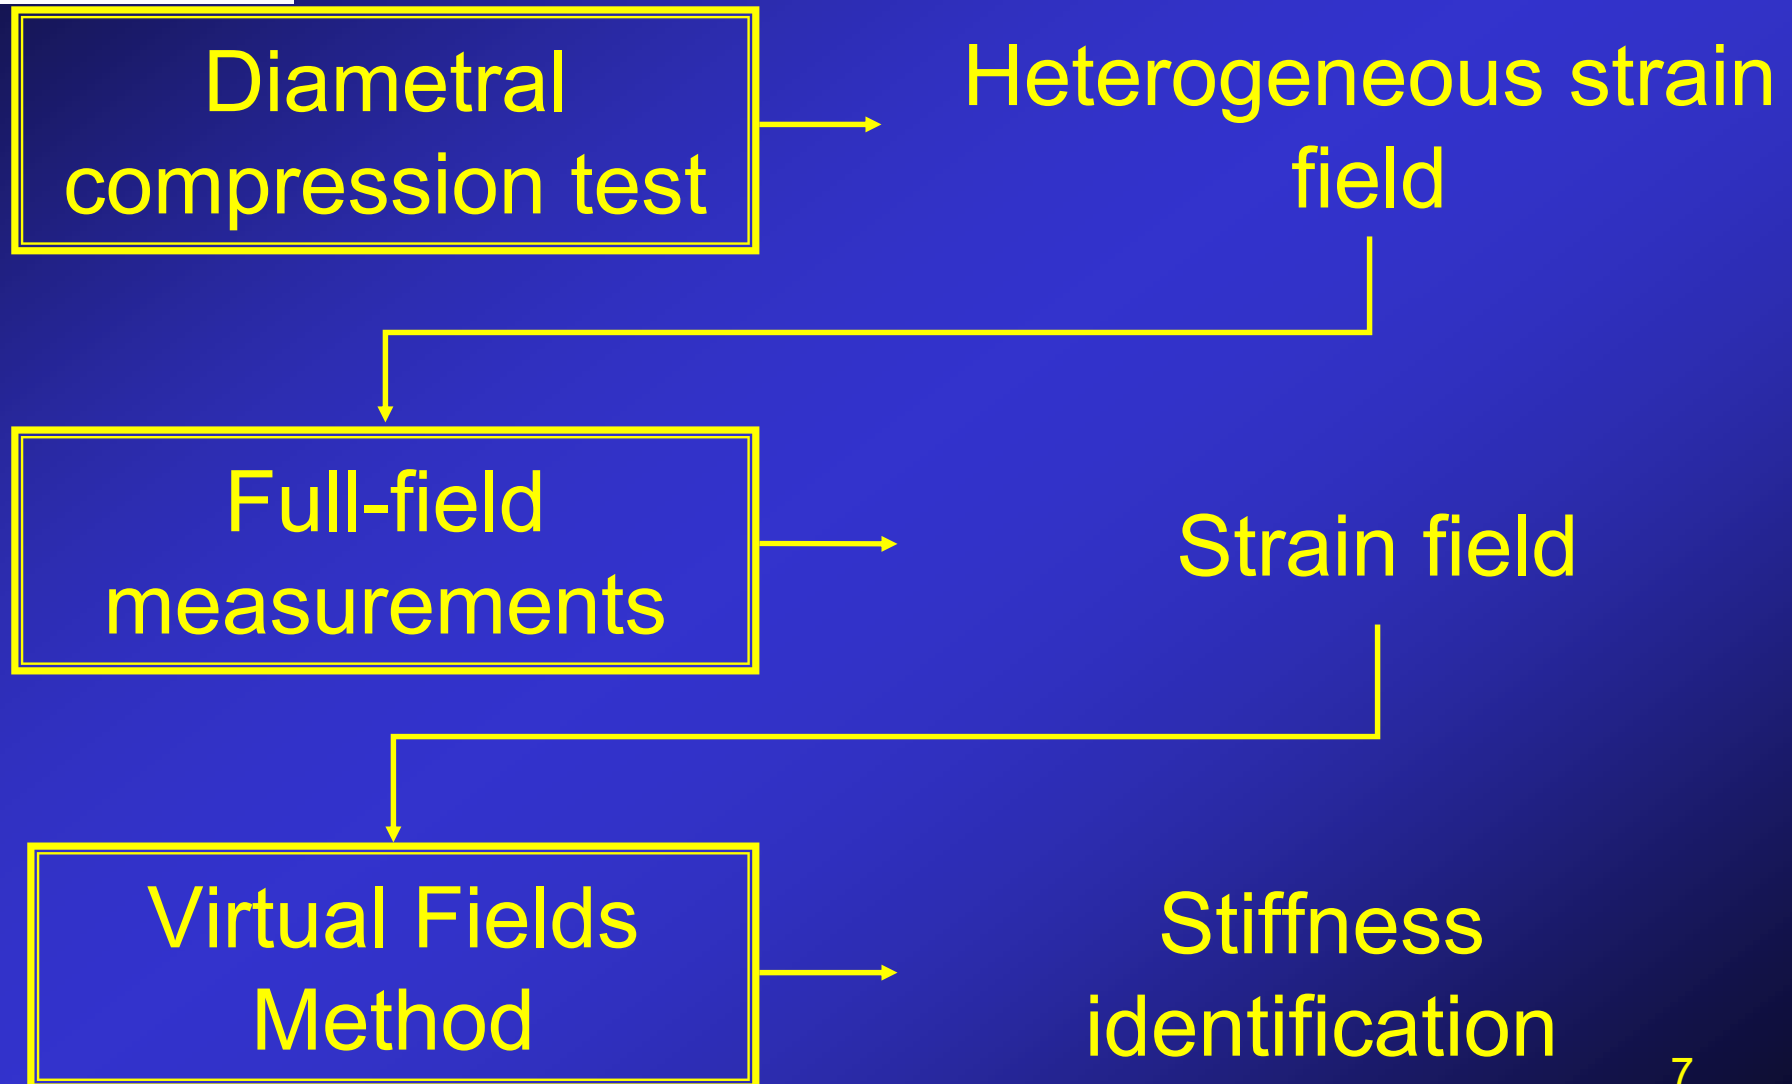 Diametral
compression test
Heterogeneous strain
field
Full-field
measurements
Strain field
Virtual Fields
Method
Stiffness
identification
7